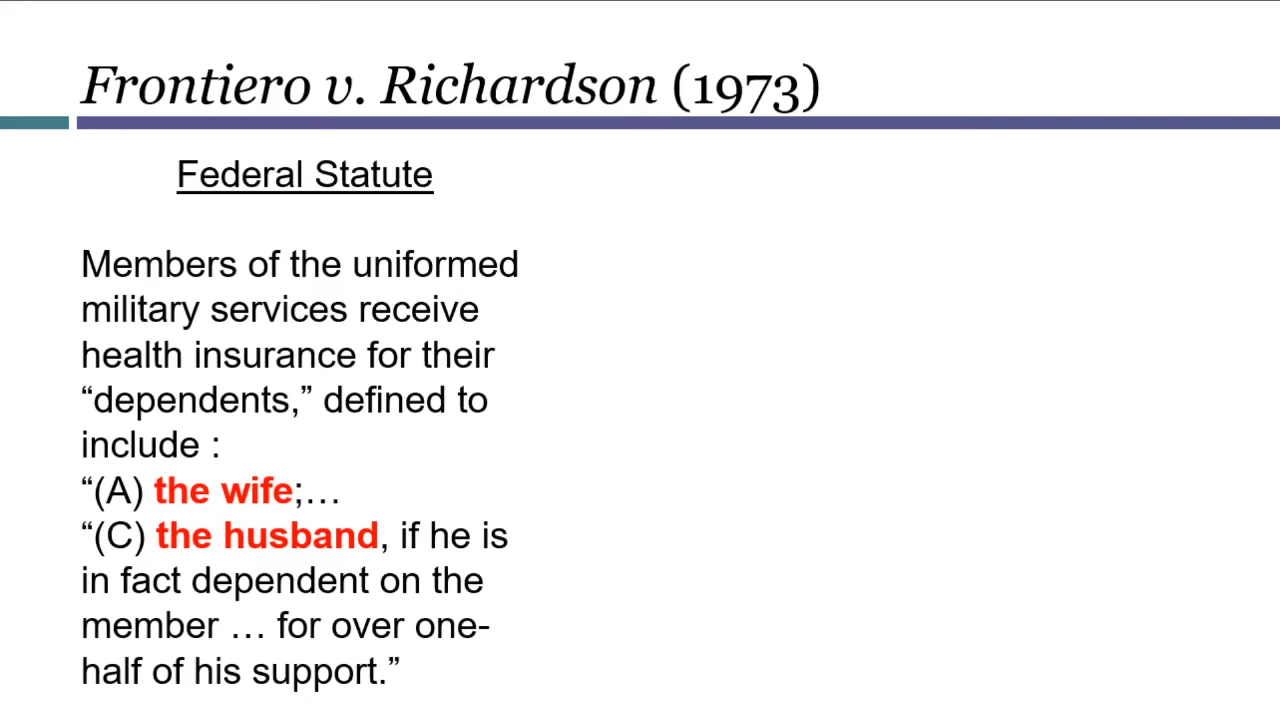 Frontiero v. Richardson (1973)
Federal Statute
Members of the uniformed
military services receive
health insurance for their
“dependents,” defined to
include :
“(A) the wife;…
“(C) the husband, if he is
in fact dependent on the
member … for over one-
half of his support.”